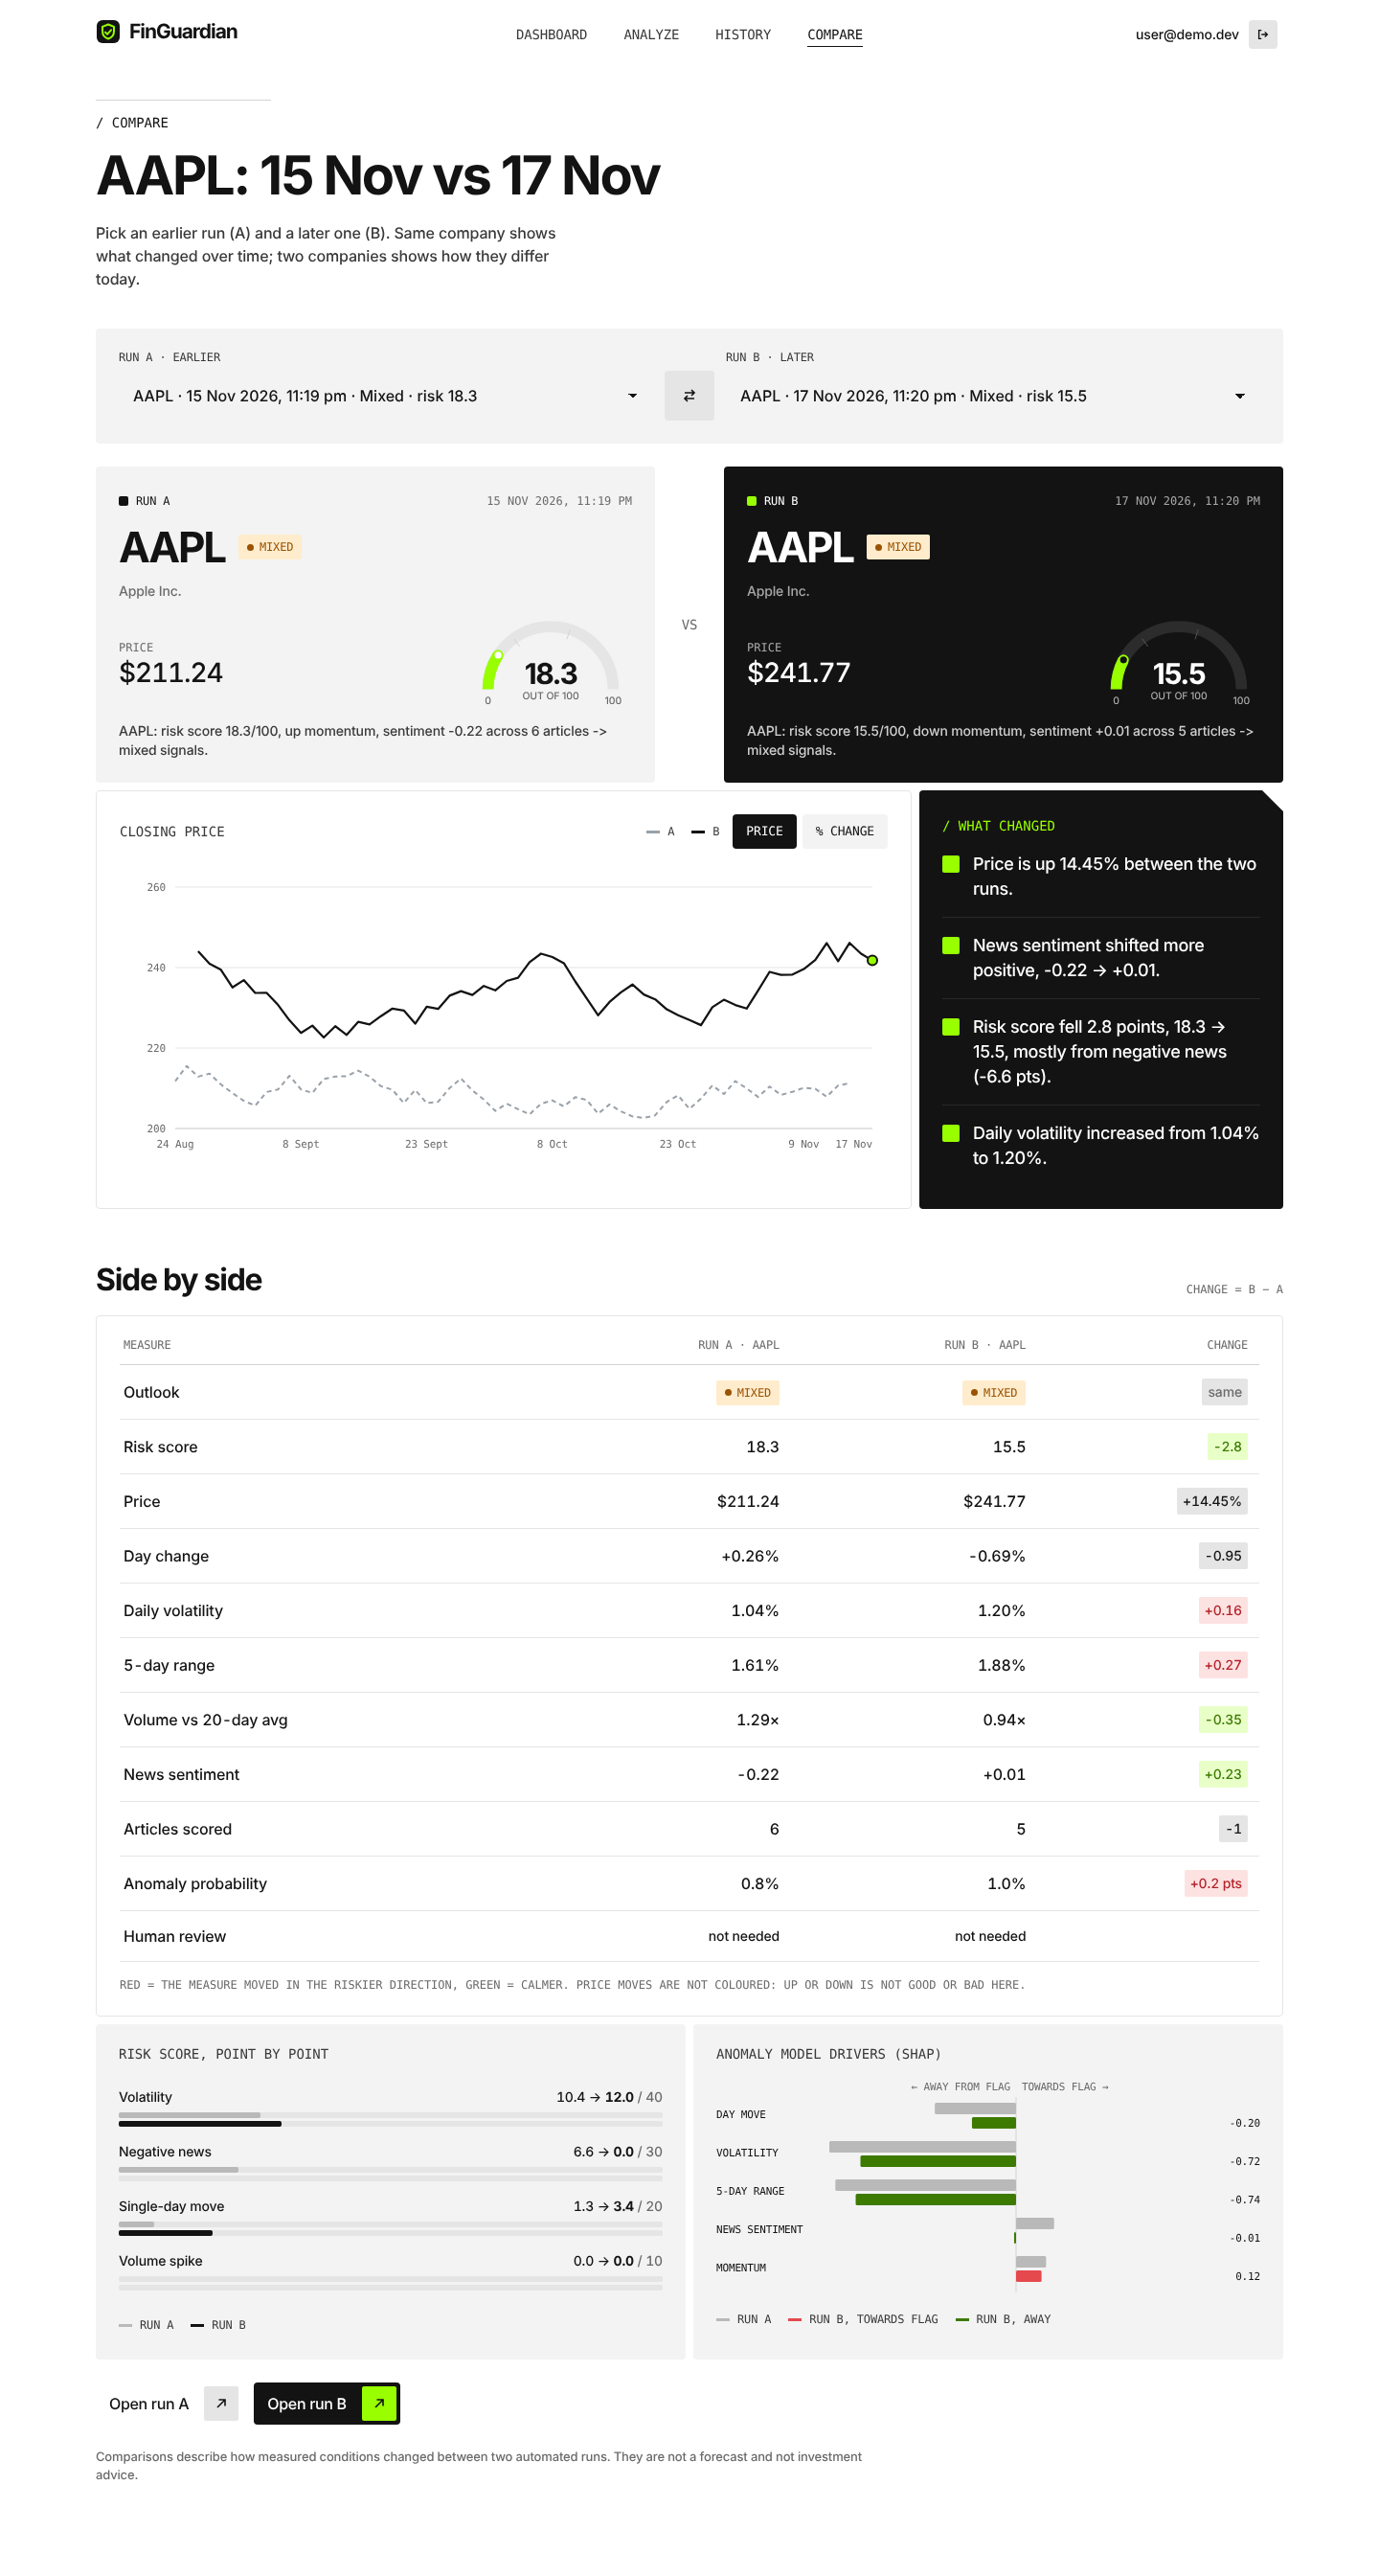 FinGuardian
DASHBOARD
ANALYZE
HISTORY
COMPARE
user@demo.dev
/ COMPARE
AAPL: 15 Nov vs 17 Nov
Pick an earlier run (A) and a later one (B). Same company shows
what changed over time; two companies shows how they differ
today.
RUN A · EARLIER
AAPL · 15 Nov 2026, 11:19 pm · Mixed · risk 18.3
RUN B · LATER
AAPL · 17 Nov 2026, 11:20 pm · Mixed · risk 15.5
RUN A
15 NOV 2026, 11:19 PM
AAPL
MIXED
Apple Inc.
PRICE
$211.24
18.3
OUT OF 100
0
100
AAPL: risk score 18.3/100, up momentum, sentiment -0.22 across 6 articles ->
mixed signals.
VS
RUN B
17 NOV 2026, 11:20 PM
AAPL
MIXED
Apple Inc.
PRICE
$241.77
15.5
OUT OF 100
0
100
AAPL: risk score 15.5/100, down momentum, sentiment +0.01 across 5 articles ->
mixed signals.
CLOSING PRICE
A
B
PRICE
% CHANGE
260
240
220
200
24 Aug
8 Sept
23 Sept
8 Oct
23 Oct
9 Nov
17 Nov
/ WHAT CHANGED
Price is up 14.45% between the two
runs.
News sentiment shifted more
positive, -0.22 → +0.01.
Risk score fell 2.8 points, 18.3 →
15.5, mostly from negative news
(-6.6 pts).
Daily volatility increased from 1.04%
to 1.20%.
Side by side
CHANGE = B − A
MEASURE RUN A · AAPL RUN B · AAPL CHANGE
Outlook MIXED MIXED same
Risk score 18.3 15.5 -2.8
Price $211.24 $241.77 +14.45%
Day change +0.26% -0.69% -0.95
Daily volatility 1.04% 1.20% +0.16
5-day range 1.61% 1.88% +0.27
Volume vs 20-day avg 1.29× 0.94× -0.35
News sentiment -0.22 +0.01 +0.23
Articles scored 6 5 -1
Anomaly probability 0.8% 1.0% +0.2 pts
Human review not needed not needed
RED = THE MEASURE MOVED IN THE RISKIER DIRECTION, GREEN = CALMER. PRICE MOVES ARE NOT COLOURED: UP OR DOWN IS NOT GOOD OR BAD HERE.
RISK SCORE, POINT BY POINT
Volatility 10.4 → 12.0 / 40
Negative news 6.6 → 0.0 / 30
Single-day move 1.3 → 3.4 / 20
Volume spike 0.0 → 0.0 / 10
RUN A
RUN B
ANOMALY MODEL DRIVERS (SHAP)
← AWAY FROM FLAG TOWARDS FLAG →
DAY MOVE -0.20
VOLATILITY -0.72
5-DAY RANGE -0.74
NEWS SENTIMENT -0.01
MOMENTUM 0.12
RUN A
RUN B, TOWARDS FLAG
RUN B, AWAY
Open run A
Open run B
Comparisons describe how measured conditions changed between two automated runs. They are not a forecast and not investment
advice.